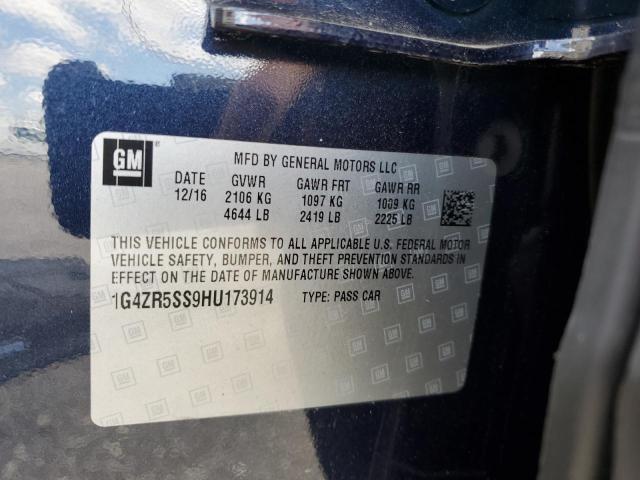 GM
MFD BY GENERAL MOTORS LLC
DATE GVWR GAWR FRT GAWR RR
12/16 2106 KG 1097 KG 1009 KG
4644 LB 2419 LB 2225 LB
THIS VEHICLE CONFORMS TO ALL APPLICABLE U.S. FEDERAL MOTOR
VEHICLE SAFETY, BUMPER, AND THEFT PREVENTION STANDARDS IN
EFFECT ON THE DATE OF MANUFACTURE SHOWN ABOVE.
1G4ZR5SS9HU173914 TYPE: PASS CAR